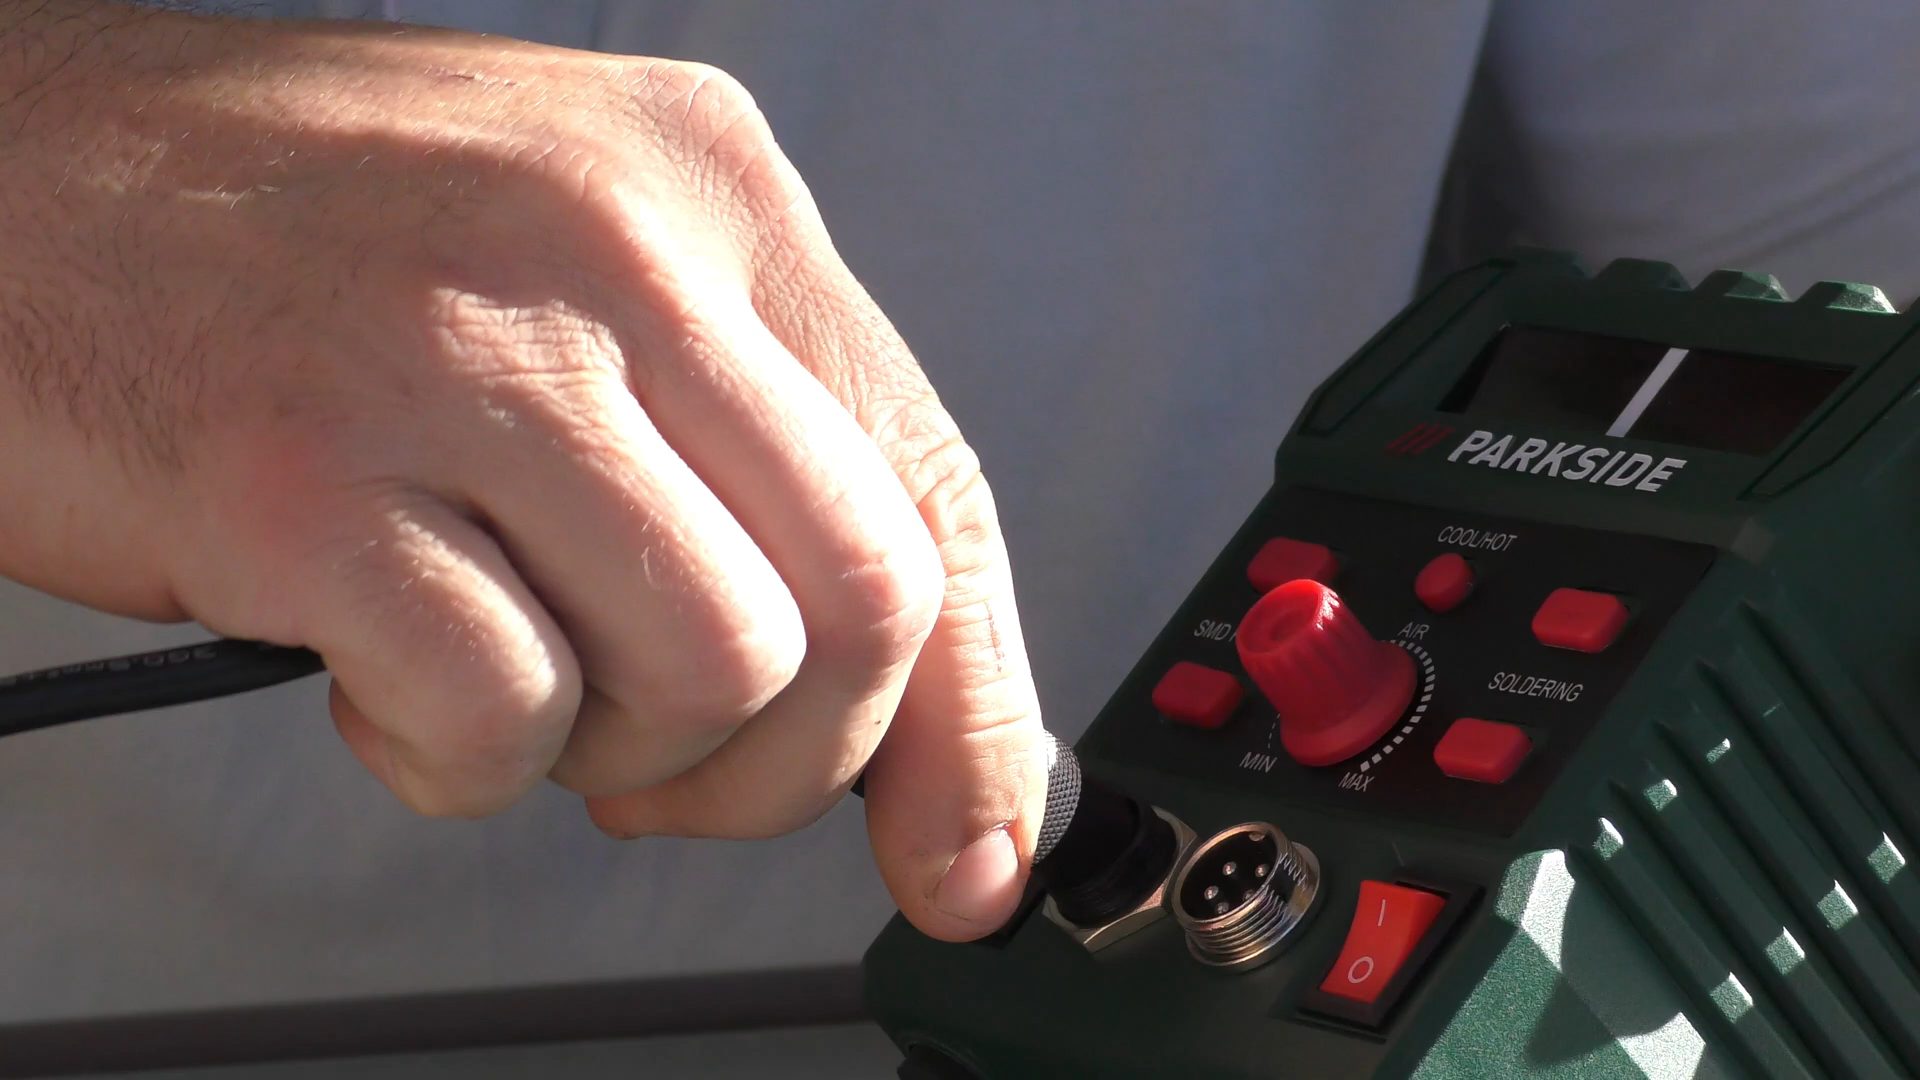 PARKSIDE
COOL/HOT
SMD
AIR
SOLDERING
MIN
MAX
I
O